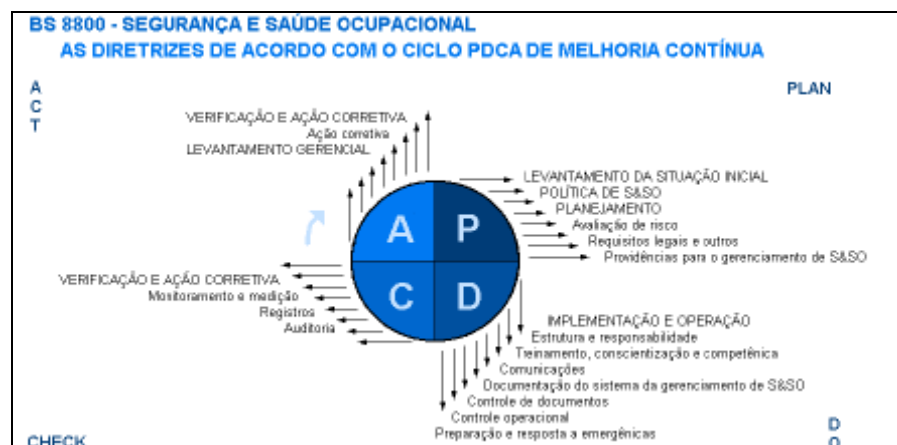 BS 8800 - SEGURANÇA E SAÚDE OCUPACIONAL
AS DIRETRIZES DE ACORDO COM O CICLO PDCA DE MELHORIA CONTÍNUA
A
C
T
PLAN
VERIFICAÇÃO E AÇÃO CORRETIVA
Ação corretiva
LEVANTAMENTO GERENCIAL
LEVANTAMENTO DA SITUAÇÃO INICIAL
POLÍTICA DE S&SO
PLANEJAMENTO
Avaliação de risco
Requisitos legais e outros
Providências para o gerenciamento de S&SO
A P
C D
VERIFICAÇÃO E AÇÃO CORRETIVA
Monitoramento e medição
Registros
Auditoria
IMPLEMENTAÇÃO E OPERAÇÃO
Estrutura e responsabilidade
Treinamento, conscientização e competênica
Comunicações
Documentação do sistema da gerenciamento de S&SO
Controle de documentos
Controle operacional
Preparação e resposta a emergênicas
CHECK
D
O